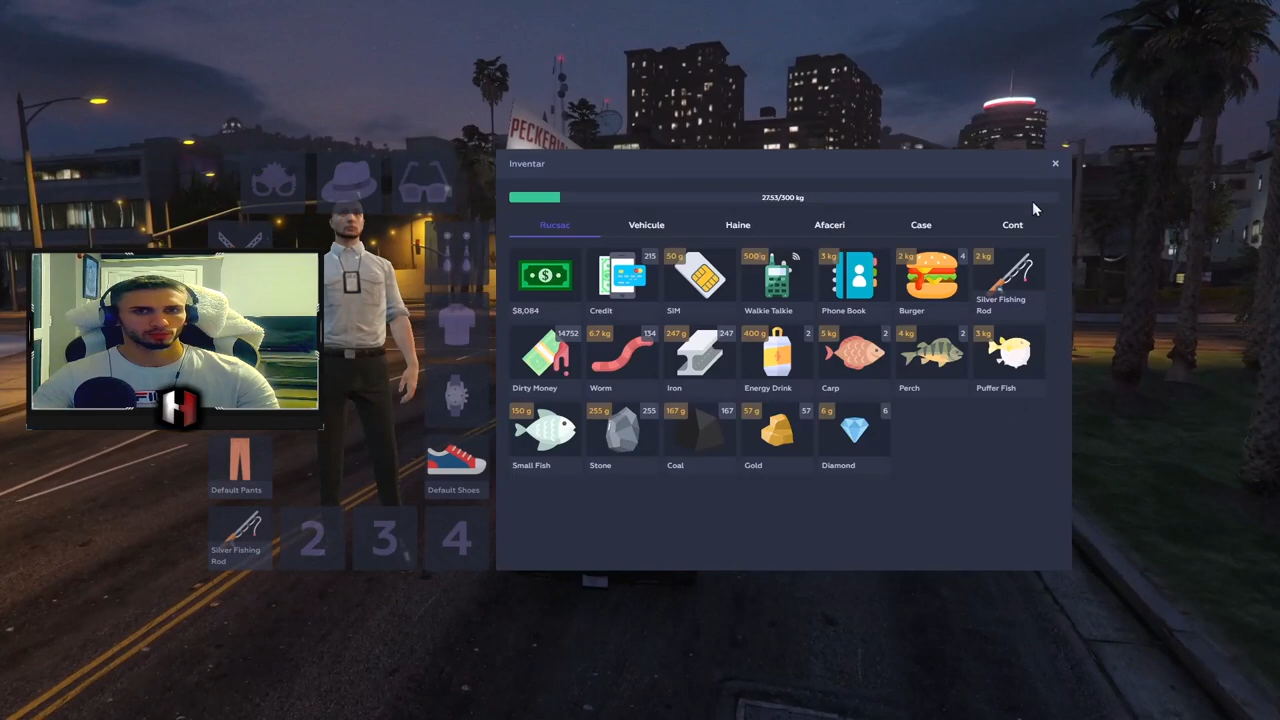 PECKERW
Inventar
×
27.53/300 kg
Rucsac Vehicule Haine Afaceri Case Cont
215 50 g 500 g 3 kg 2 kg 4 2 kg
$8,084 Credit SIM Walkie Talkie Phone Book Burger Silver Fishing
Rod
14752 6.7 kg 134 247 g 247 400 g 2 5 kg 2 4 kg 2 3 kg
Dirty Money Worm Iron Energy Drink Carp Perch Puffer Fish
150 g 255 g 255 167 g 167 57 g 57 6 g 6
Small Fish Stone Coal Gold Diamond
FILA
H
Default Pants
Default Shoes
Silver Fishing
Rod
2 3 4